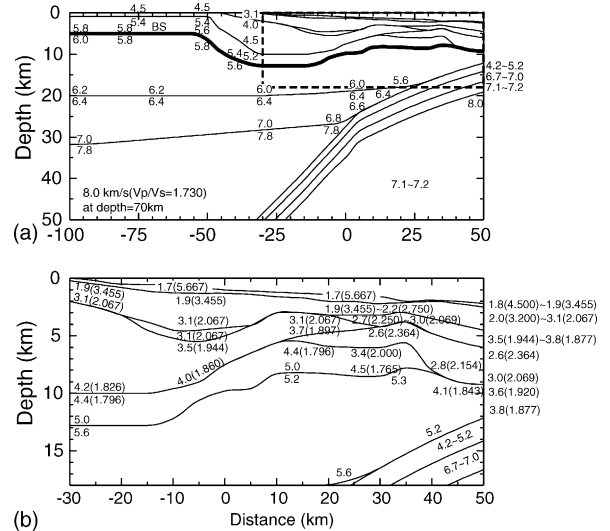 4.5 4.5 3.1
0
5.4 5.4 4.0
5.8 5.8 BS 5.6 4.5
6.0 5.8 5.8 5.4 5.2
10
5.6 4.2~5.2
6.7~7.0
6.2 6.2 6.0 6.0 5.6 7.1~7.2
20
6.4 6.4 6.4 6.4 6.4
6.6 8.0
7.0 7.0 6.8
7.8 7.8 7.8
30
40
50
Depth (km)
8.0 km/s(Vp/Vs=1.730)
at depth=70km
7.1~7.2
(a)
-100 -75 -50 -25 0 25 50
0
1.9(3.455) 1.7(5.667) 1.7(5.667)
3.1(2.067) 1.9(3.455) 1.9(3.455)~2.2(2.750)
1.8(4.500)~1.9(3.455)
3.1(2.067) 3.1(2.067) 2.7(2.250)~3.0(2.069)
2.0(3.200)~3.1(2.067)
3.1(2.067) 3.7(1.897) 2.6(2.364)
5
3.5(1.944) 3.5(1.944)~3.8(1.877)
4.4(1.796) 3.4(2.000) 2.6(2.364)
4.0(1.860) 5.0 4.5(1.765) 2.8(2.154)
5.2 5.3 3.0(2.069)
4.2(1.826) 4.1(1.843) 3.6(1.920)
10
4.4(1.796) 3.8(1.877)
5.0
5.6
15
5.2
4.2~5.2
6.7~7.0
5.6
Depth (km)
-30 -20 -10 0 10 20 30 40 50
(b)
Distance (km)